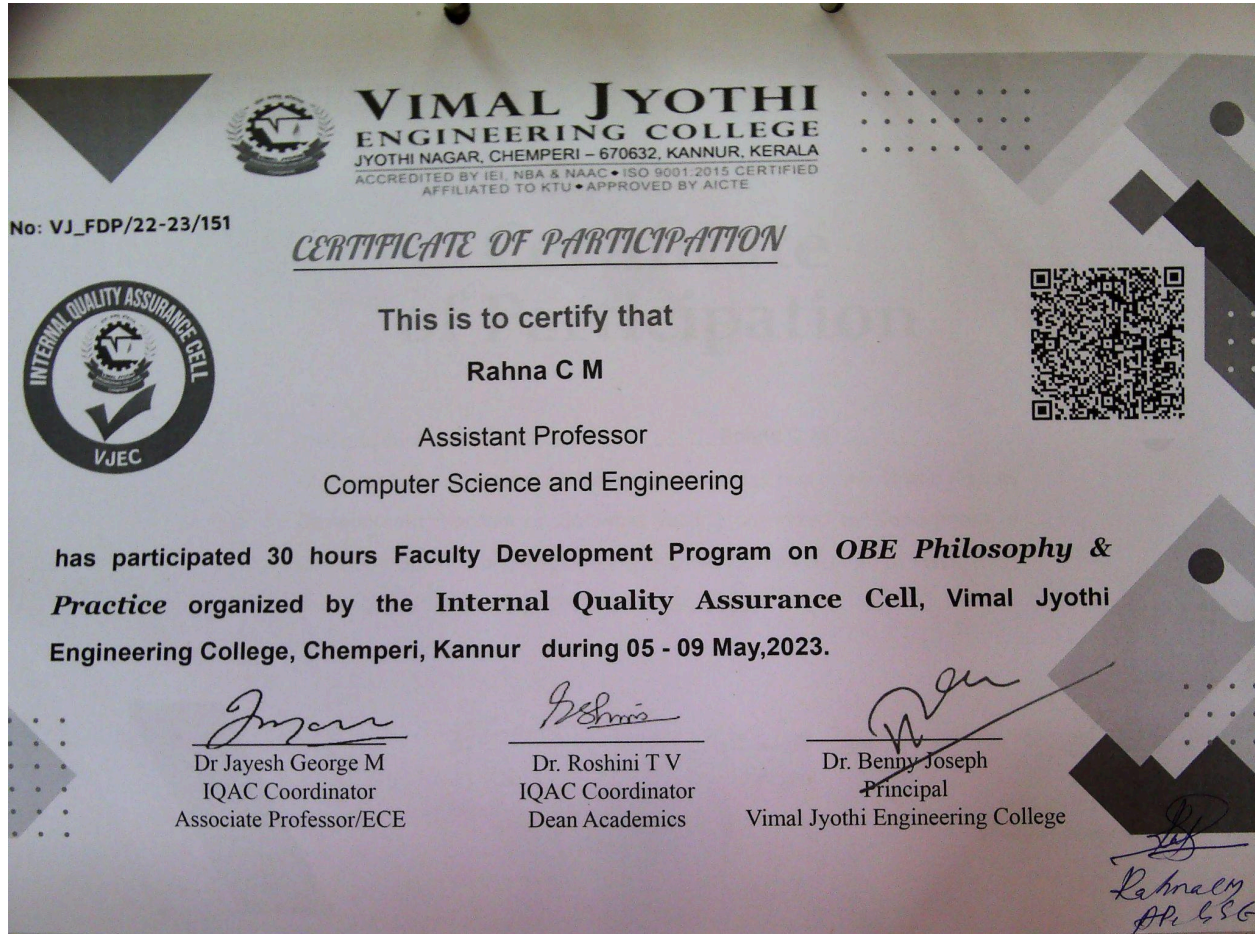 VIMAL JYOTHI
ENGINEERING COLLEGE
JYOTHI NAGAR, CHEMPERI – 670632, KANNUR, KERALA
ACCREDITED BY IEI, NBA & NAAC • ISO 9001:2015 CERTIFIED
AFFILIATED TO KTU • APPROVED BY AICTE
No: VJ_FDP/22-23/151
CERTIFICATE OF PARTICIPATION
INTERNAL QUALITY ASSURANCE CELL
VJEC
This is to certify that
Rahna C M
Assistant Professor
Computer Science and Engineering
has participated 30 hours Faculty Development Program on OBE Philosophy &
Practice organized by the Internal Quality Assurance Cell, Vimal Jyothi
Engineering College, Chemperi, Kannur during 05 - 09 May,2023.
Dr Jayesh George M
IQAC Coordinator
Associate Professor/ECE
Dr. Roshini T V
IQAC Coordinator
Dean Academics
Dr. Benny Joseph
Principal
Vimal Jyothi Engineering College
Rahna CM